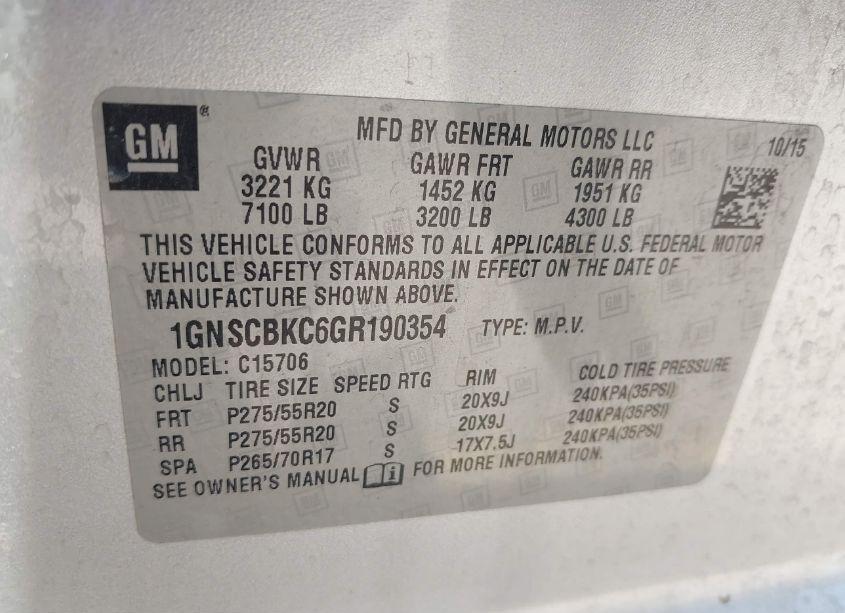 GM ®
MFD BY GENERAL MOTORS LLC 10/15
GVWR GAWR FRT GAWR RR
3221 KG 1452 KG 1951 KG
7100 LB 3200 LB 4300 LB
THIS VEHICLE CONFORMS TO ALL APPLICABLE U.S. FEDERAL MOTOR
VEHICLE SAFETY STANDARDS IN EFFECT ON THE DATE OF
MANUFACTURE SHOWN ABOVE.
1GNSCBKC6GR190354 TYPE: M.P.V.
MODEL: C15706
CHLJ TIRE SIZE SPEED RTG RIM COLD TIRE PRESSURE
FRT P275/55R20 S 20X9J 240KPA(35PSI)
RR P275/55R20 S 20X9J 240KPA(35PSI)
SPA P265/70R17 S 17X7.5J 240KPA(35PSI)
SEE OWNER'S MANUAL FOR MORE INFORMATION.